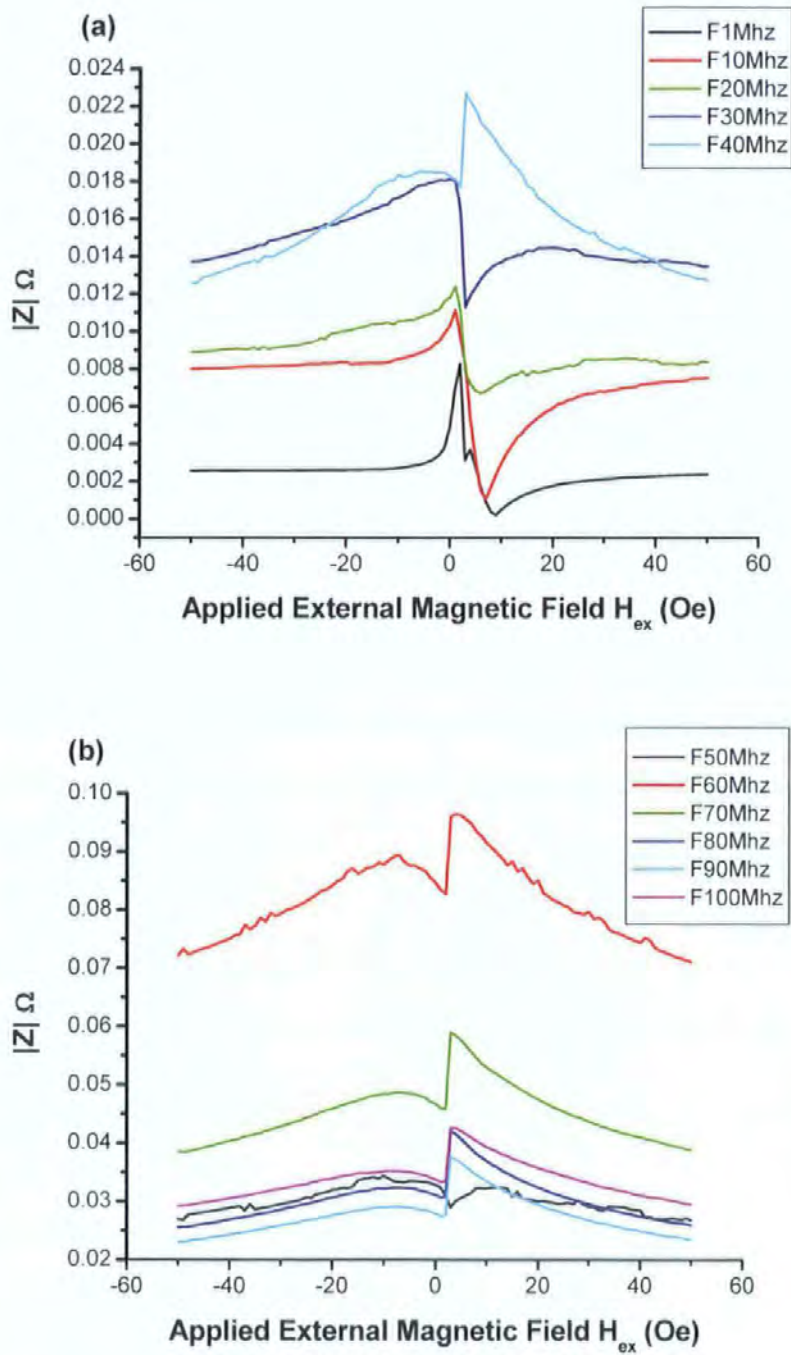 (a)
F1Mhz
F10Mhz
F20Mhz
F30Mhz
F40Mhz
0.024
0.022
0.020
0.018
0.016
0.014
0.012
0.010
0.008
0.006
0.004
0.002
0.000
|Z| Ω
-60 -40 -20 0 20 40 60
Applied External Magnetic Field H_ex (Oe)
(b)
F50Mhz
F60Mhz
F70Mhz
F80Mhz
F90Mhz
F100Mhz
0.10
0.09
0.08
0.07
0.06
0.05
0.04
0.03
0.02
|Z| Ω
-60 -40 -20 0 20 40 60
Applied External Magnetic Field H_ex (Oe)